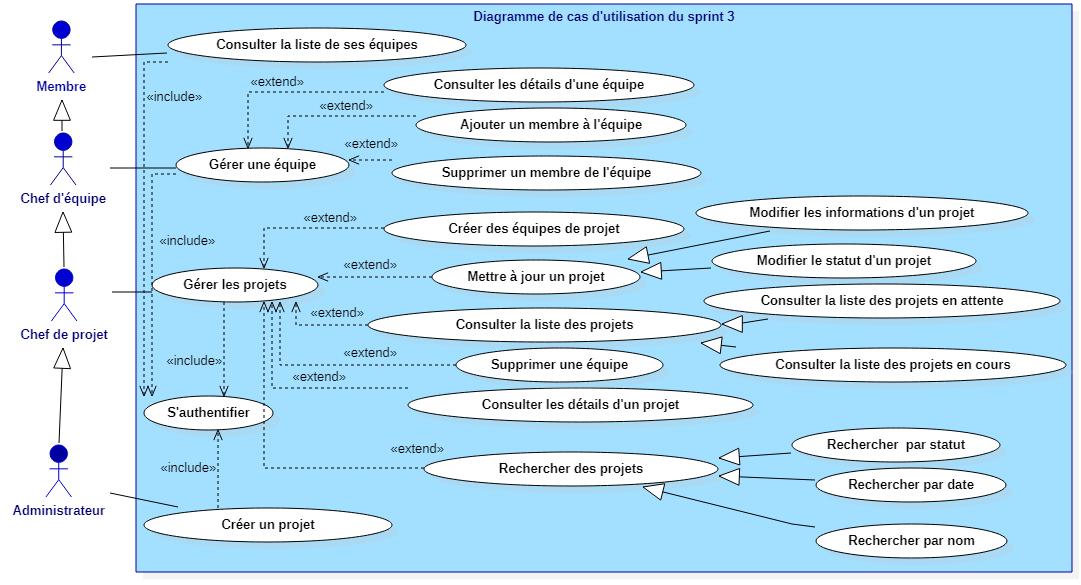 Diagramme de cas d'utilisation du sprint 3
Consulter la liste de ses équipes
Membre
«extend»
Consulter les détails d'une équipe
«include»
«extend»
Ajouter un membre à l'équipe
«extend»
Gérer une équipe
Supprimer un membre de l'équipe
Chef d'équipe
Modifier les informations d'un projet
«extend»
Créer des équipes de projet
«include»
Modifier le statut d'un projet
«extend»
Mettre à jour un projet
Gérer les projets
Consulter la liste des projets en attente
«extend»
Consulter la liste des projets
Chef de projet
«extend»
«include»
Supprimer une équipe
Consulter la liste des projets en cours
«extend»
Consulter les détails d'un projet
S'authentifier
«extend»
Rechercher  par statut
«include»
Rechercher des projets
Rechercher par date
Administrateur
Créer un projet
Rechercher par nom